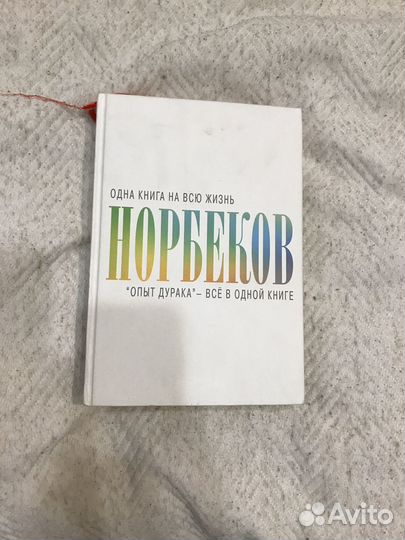 ОДНА КНИГА НА ВСЮ ЖИЗНЬ
НОРБЕКОВ
"ОПЫТ ДУРАКА" – ВСЁ В ОДНОЙ КНИГЕ
Avito